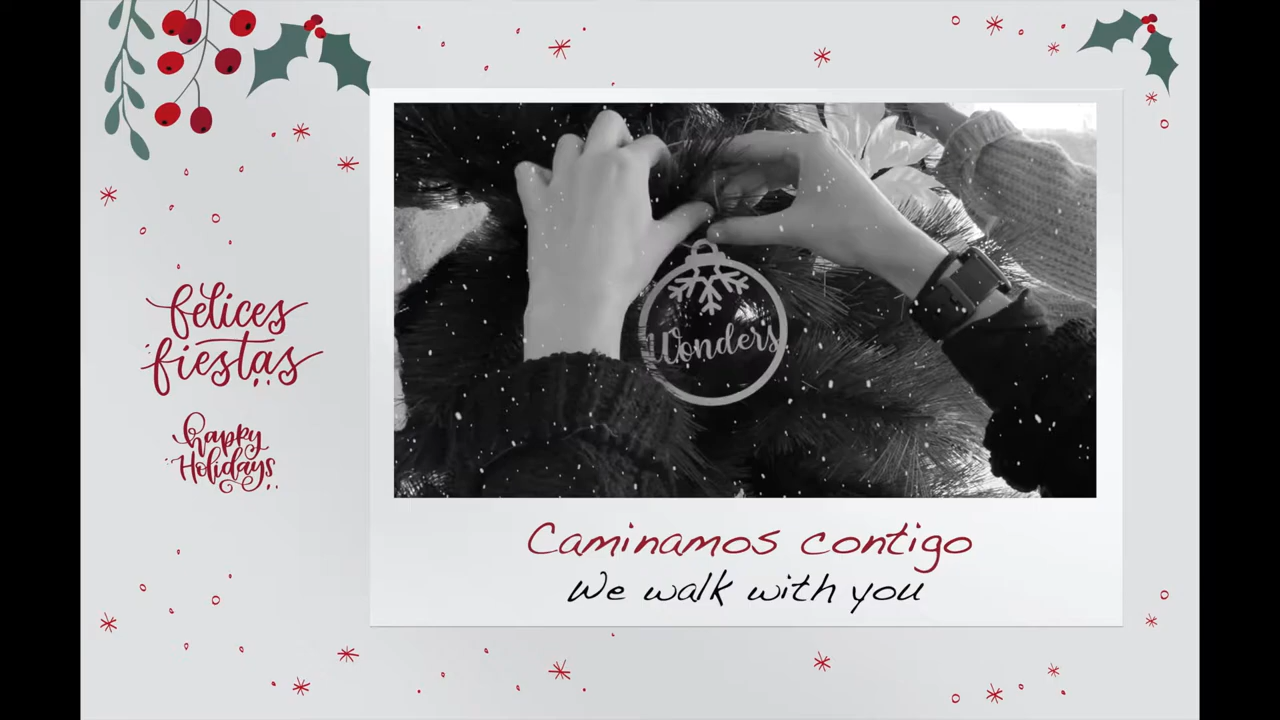 felices
fiestas
happy
Holidays
Wonders
Caminamos contigo
We walk with you